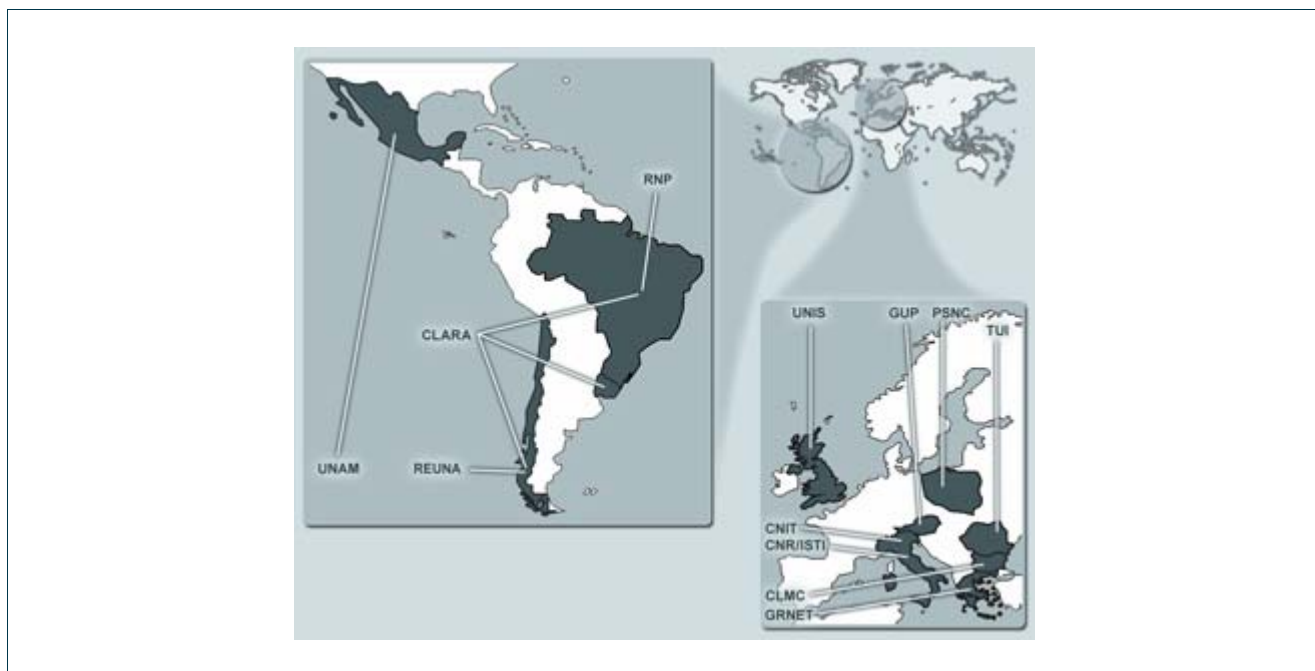 RNP
CLARA
UNAM
REUNA
UNIS
GUP
PSNC
TUI
CNIT
CNR/ISTI
CLMC
GRNET